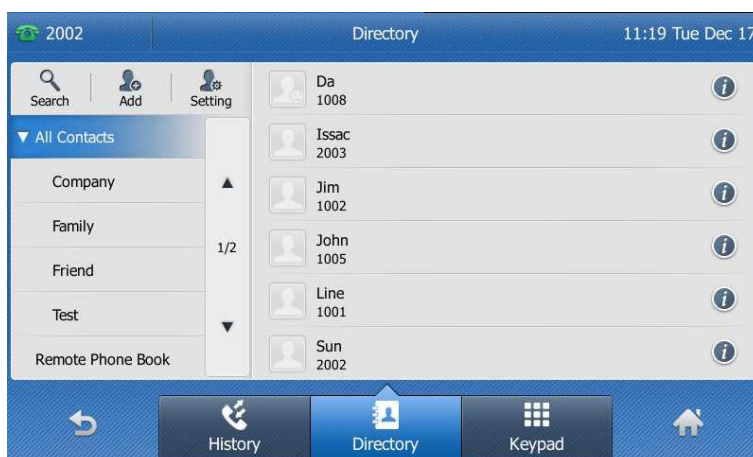 2002
Directory
11:19 Tue Dec 17
Search
Add
Setting
All Contacts
Company
Family
Friend
Test
Remote Phone Book
1/2
Da
1008
Issac
2003
Jim
1002
John
1005
Line
1001
Sun
2002
History
Directory
Keypad